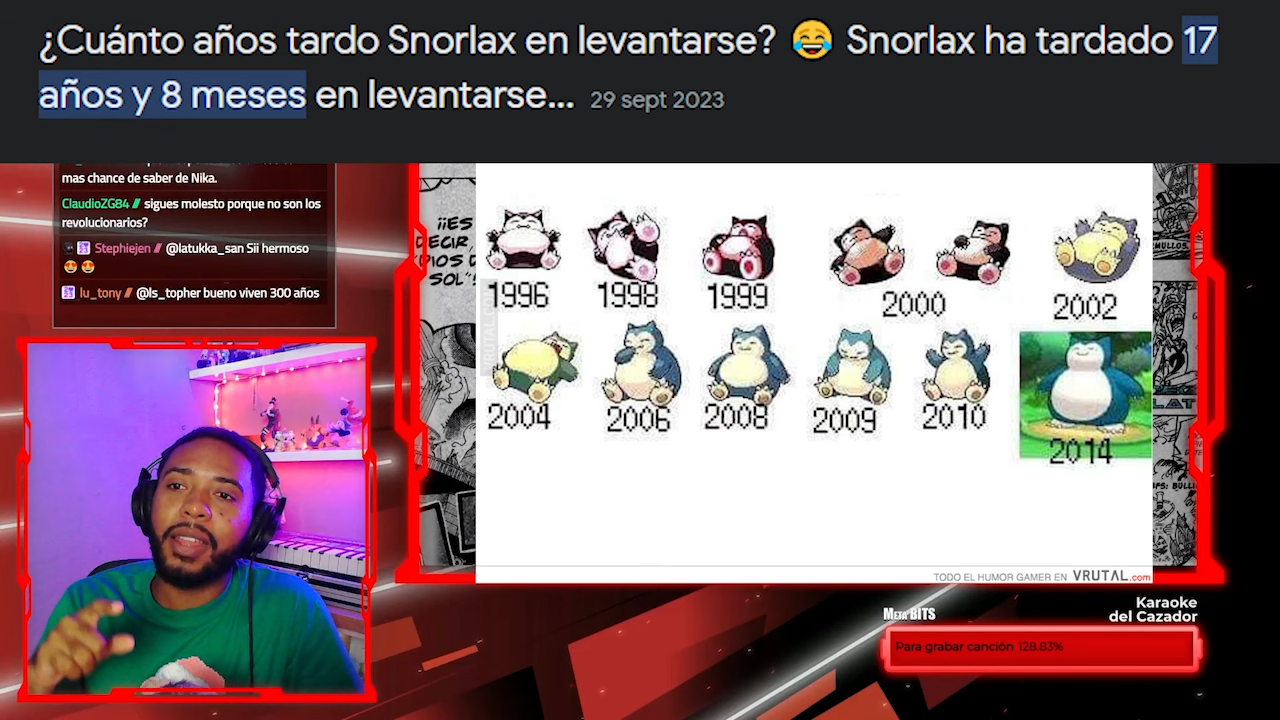 ¿Cuánto años tardo Snorlax en levantarse? 😂 Snorlax ha tardado 17
años y 8 meses en levantarse... 29 sept 2023
mas chance de saber de Nika.
ClaudioZG84 // sigues molesto porque no son los
revolucionarios?
Stephiejen // @latukka_san Sii hermoso
😍 😍
lu_tony // @ls_topher bueno viven 300 años
¡¡ES
DECIR,
SOL"!
1996 1998 1999 2000 2002
2004 2006 2008 2009 2010 2014
TODO EL HUMOR GAMER EN VRUTAL.com
META BITS
Karaoke
del Cazador
Para grabar canción 128.83%